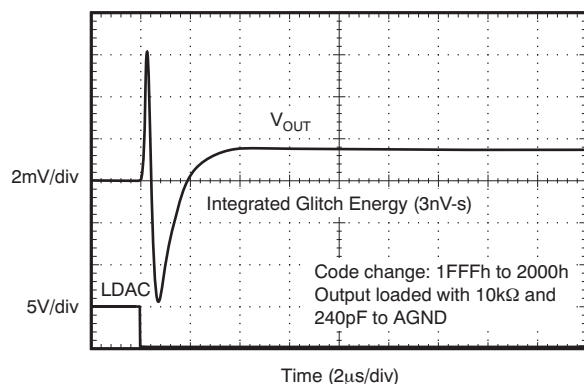 V_OUT
2mV/div
Integrated Glitch Energy (3nV-s)
LDAC
Code change: 1FFFh to 2000h
Output loaded with 10kΩ and
240pF to AGND
5V/div
Time (2μs/div)